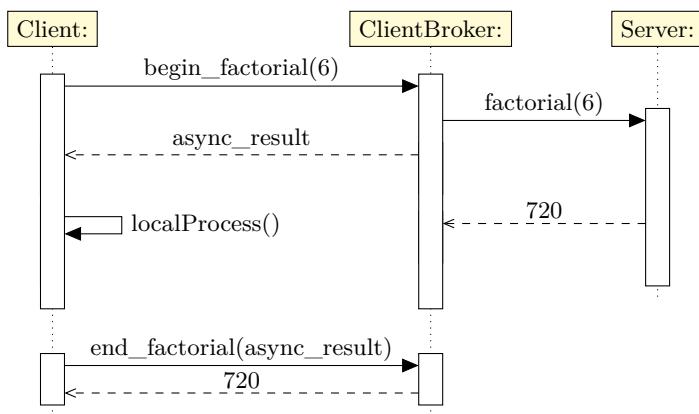 Client:
ClientBroker:
Server:
begin_factorial(6)
factorial(6)
async_result
localProcess()
720
end_factorial(async_result)
720